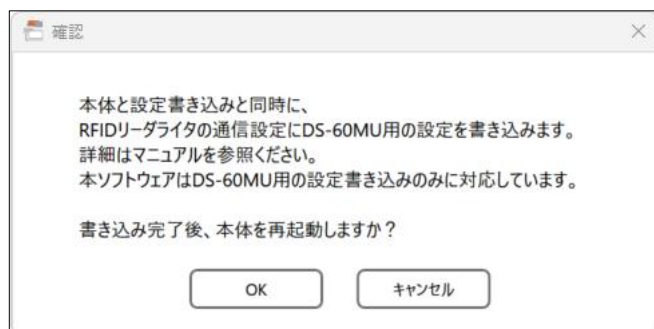 確認
本体と設定書き込みと同時に、
RFIDリーダライタの通信設定にDS-60MU用の設定を書き込みます。
詳細はマニュアルを参照ください。
本ソフトウェアはDS-60MU用の設定書き込みのみに対応しています。
書き込み完了後、本体を再起動しますか？
OK
キャンセル